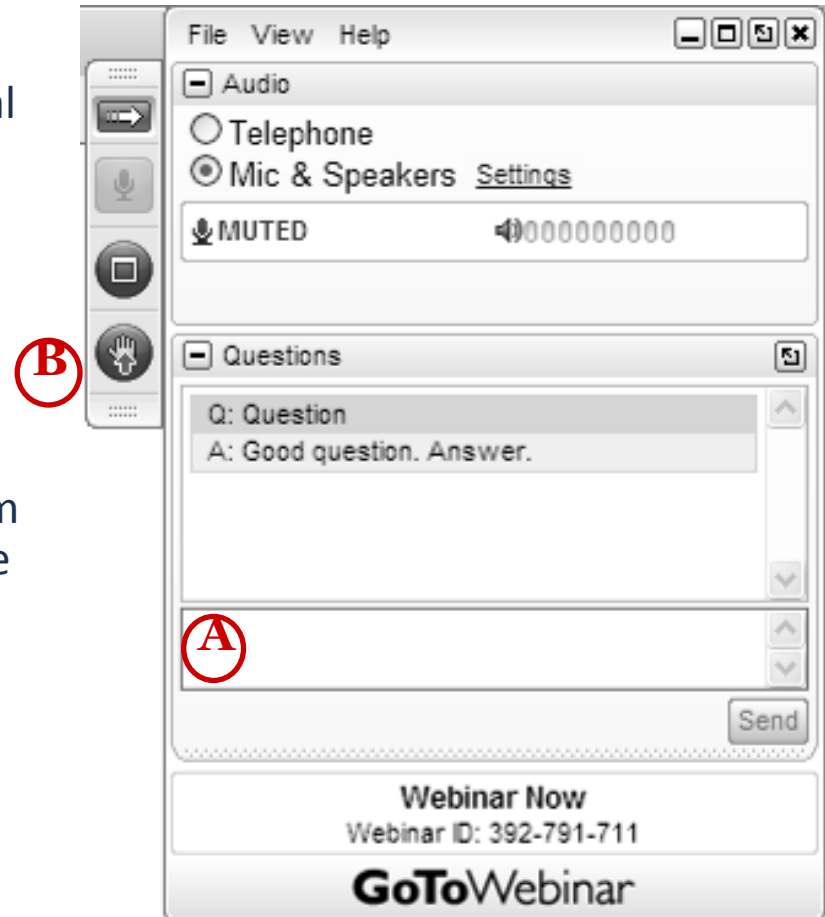 File View Help
Audio
Telephone
Mic & Speakers Settings
MUTED 000000000
B
Questions
Q: Question
A: Good question. Answer.
A
Send
Webinar Now
Webinar ID: 392-791-711
GoToWebinar